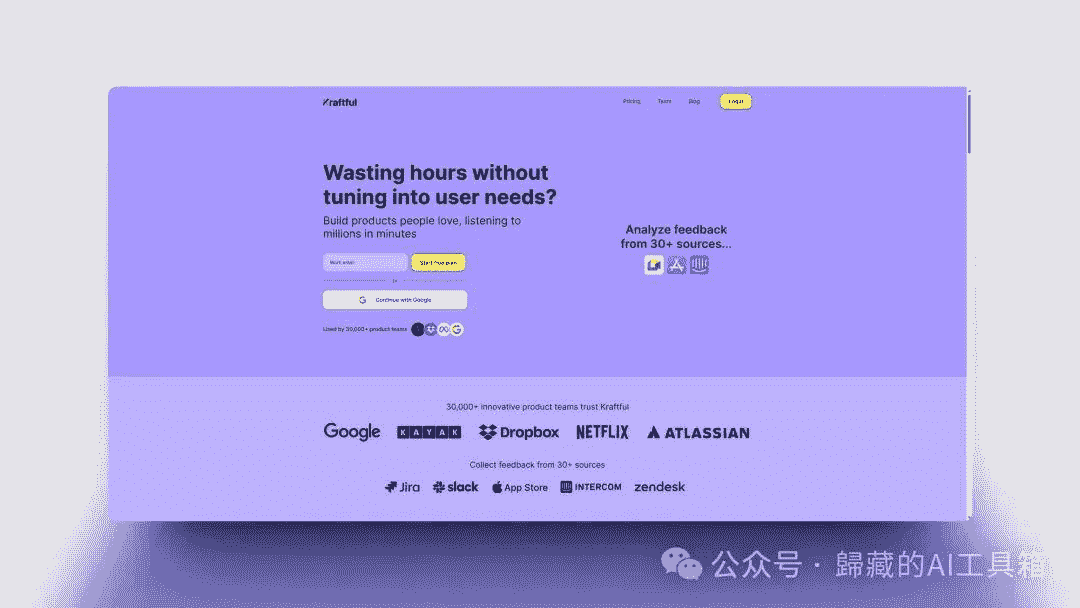 Kraftful
Pricing Team Blog Log in
Wasting hours without
tuning into user needs?
Build products people love, listening to
millions in minutes
Analyze feedback
from 30+ sources...
Work email Start free plan
or
Continue with Google
Used by 30,000+ product teams
30,000+ innovative product teams trust Kraftful
Google KAYAK Dropbox NETFLIX ATLASSIAN
Collect feedback from 30+ sources
Jira slack App Store INTERCOM zendesk
公众号 · 歸藏的AI工具箱